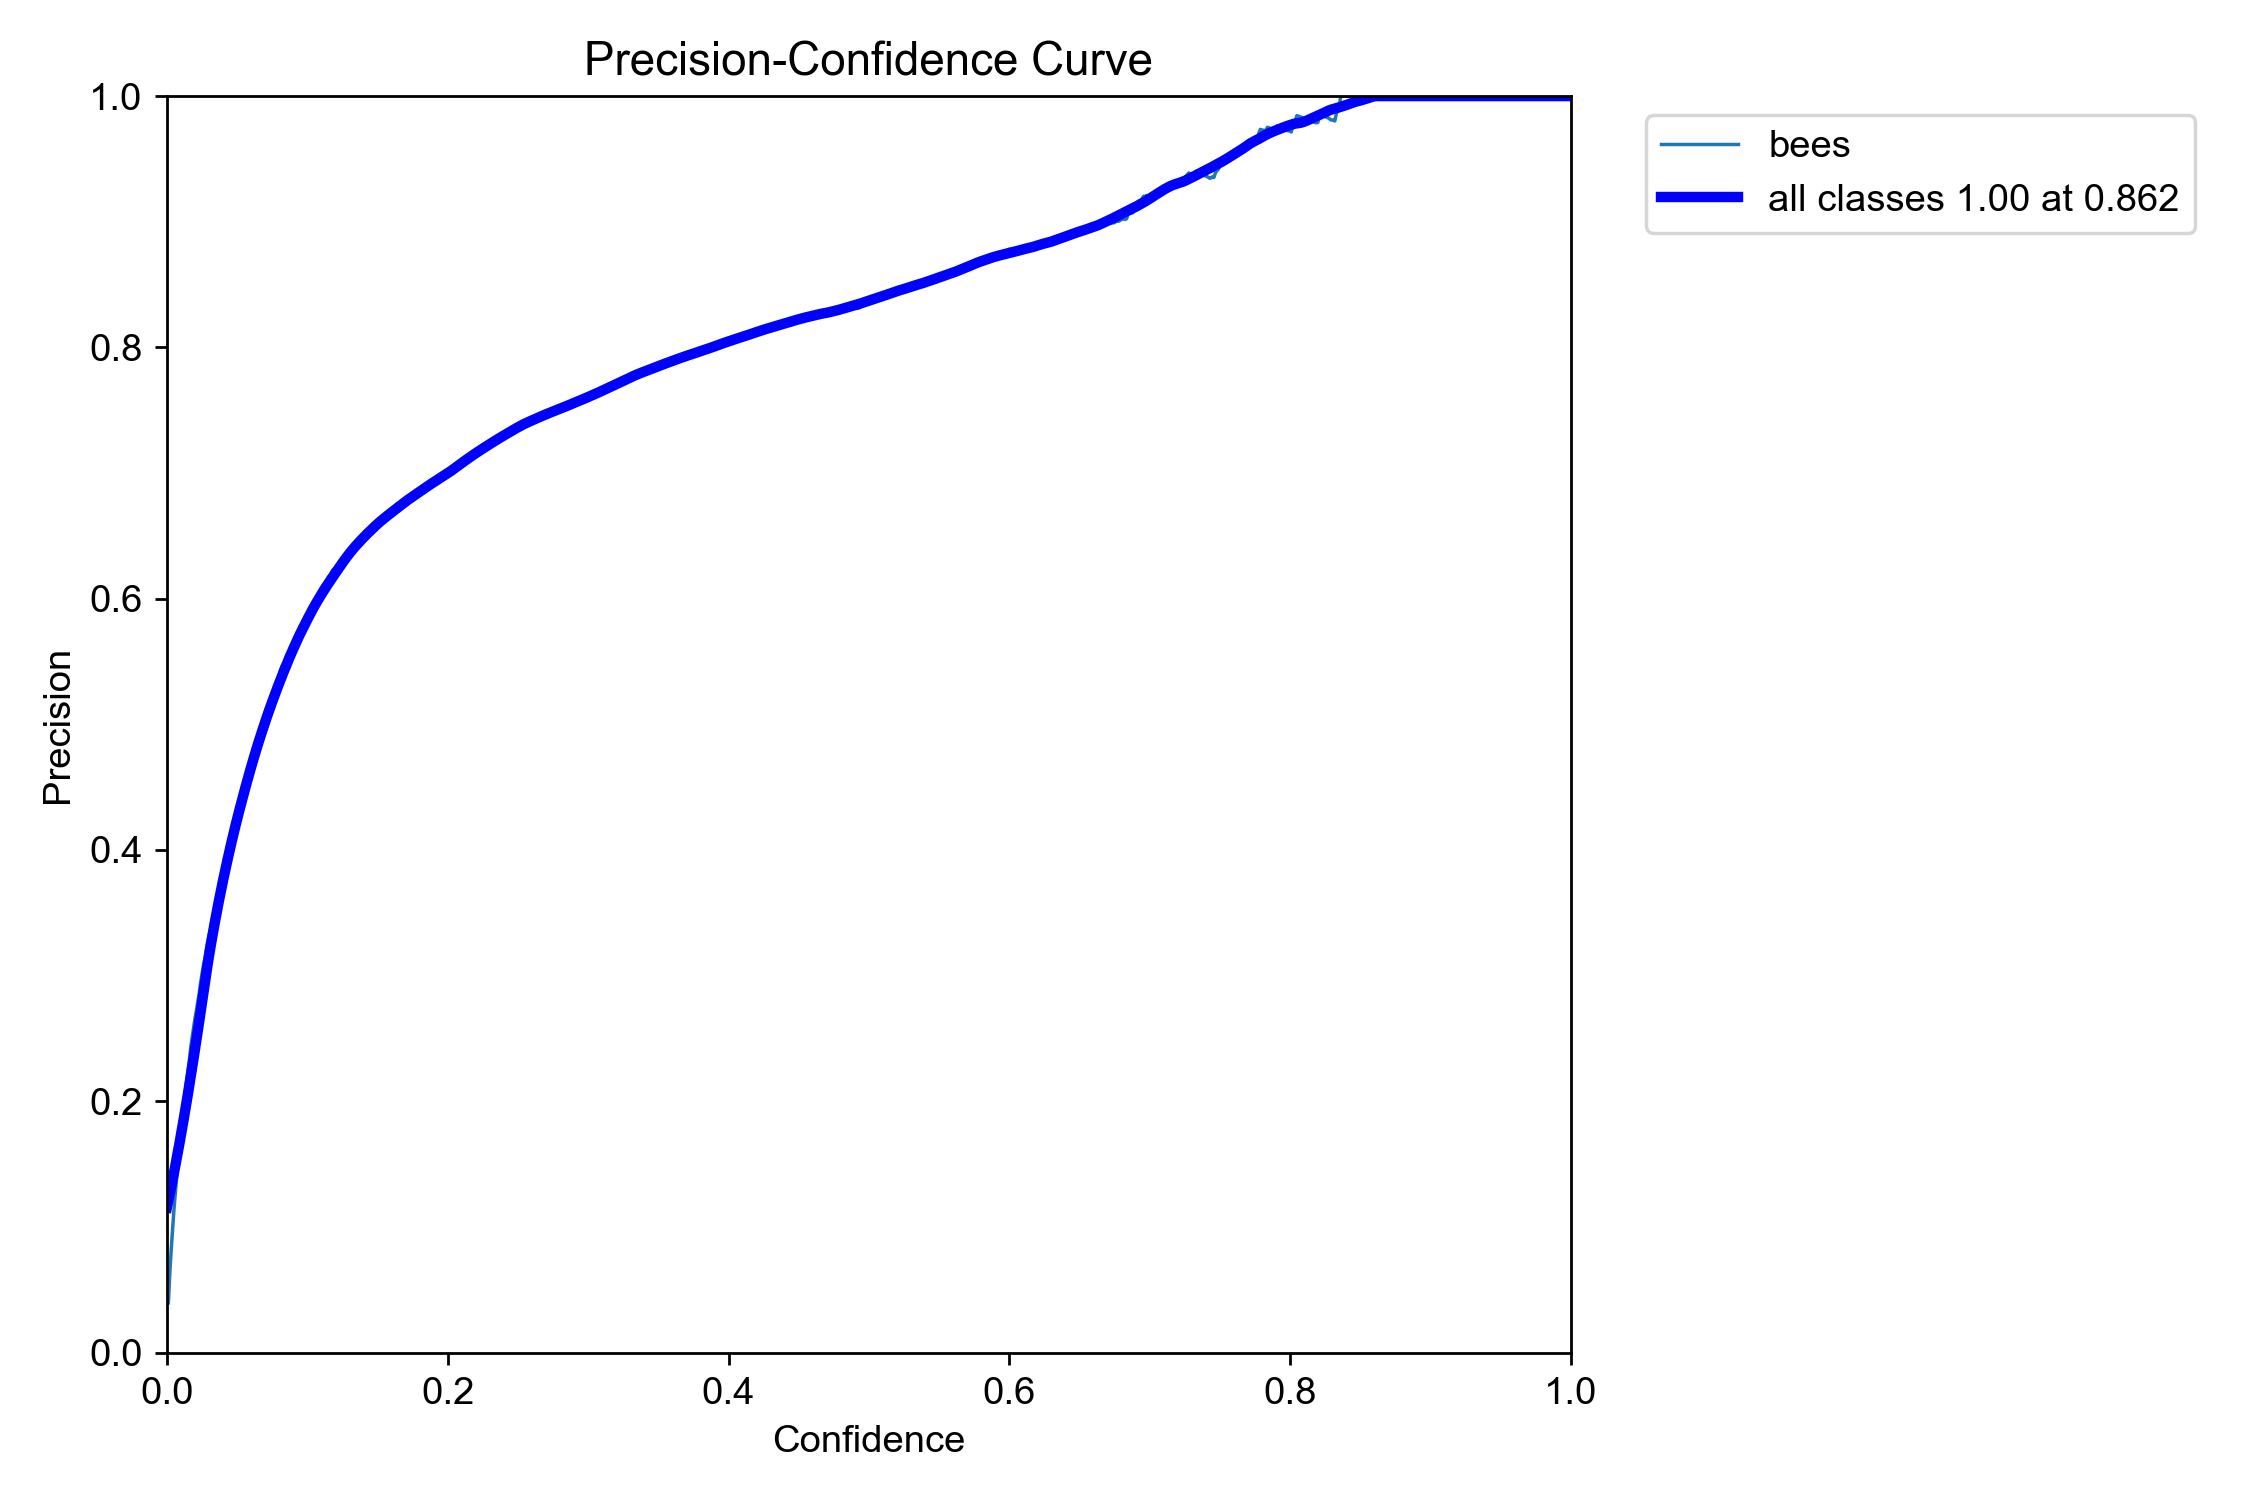 Precision-Confidence Curve
1.0
0.8
0.6
0.4
0.2
0.0
Precision
0.0 0.2 0.4 0.6 0.8 1.0
Confidence
bees
all classes 1.00 at 0.862